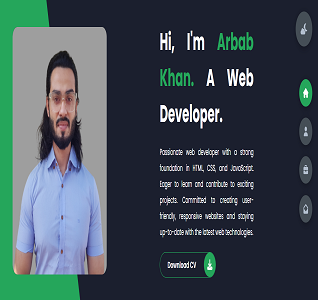 Hi, I'm Arbab
Khan. A Web
Developer.
Passionate web developer with a strong
foundation in HTML, CSS, and JavaScript.
Eager to learn and contribute to exciting
projects. Committed to creating user-
friendly, responsive websites and staying
up-to-date with the latest web technologies.
Download CV